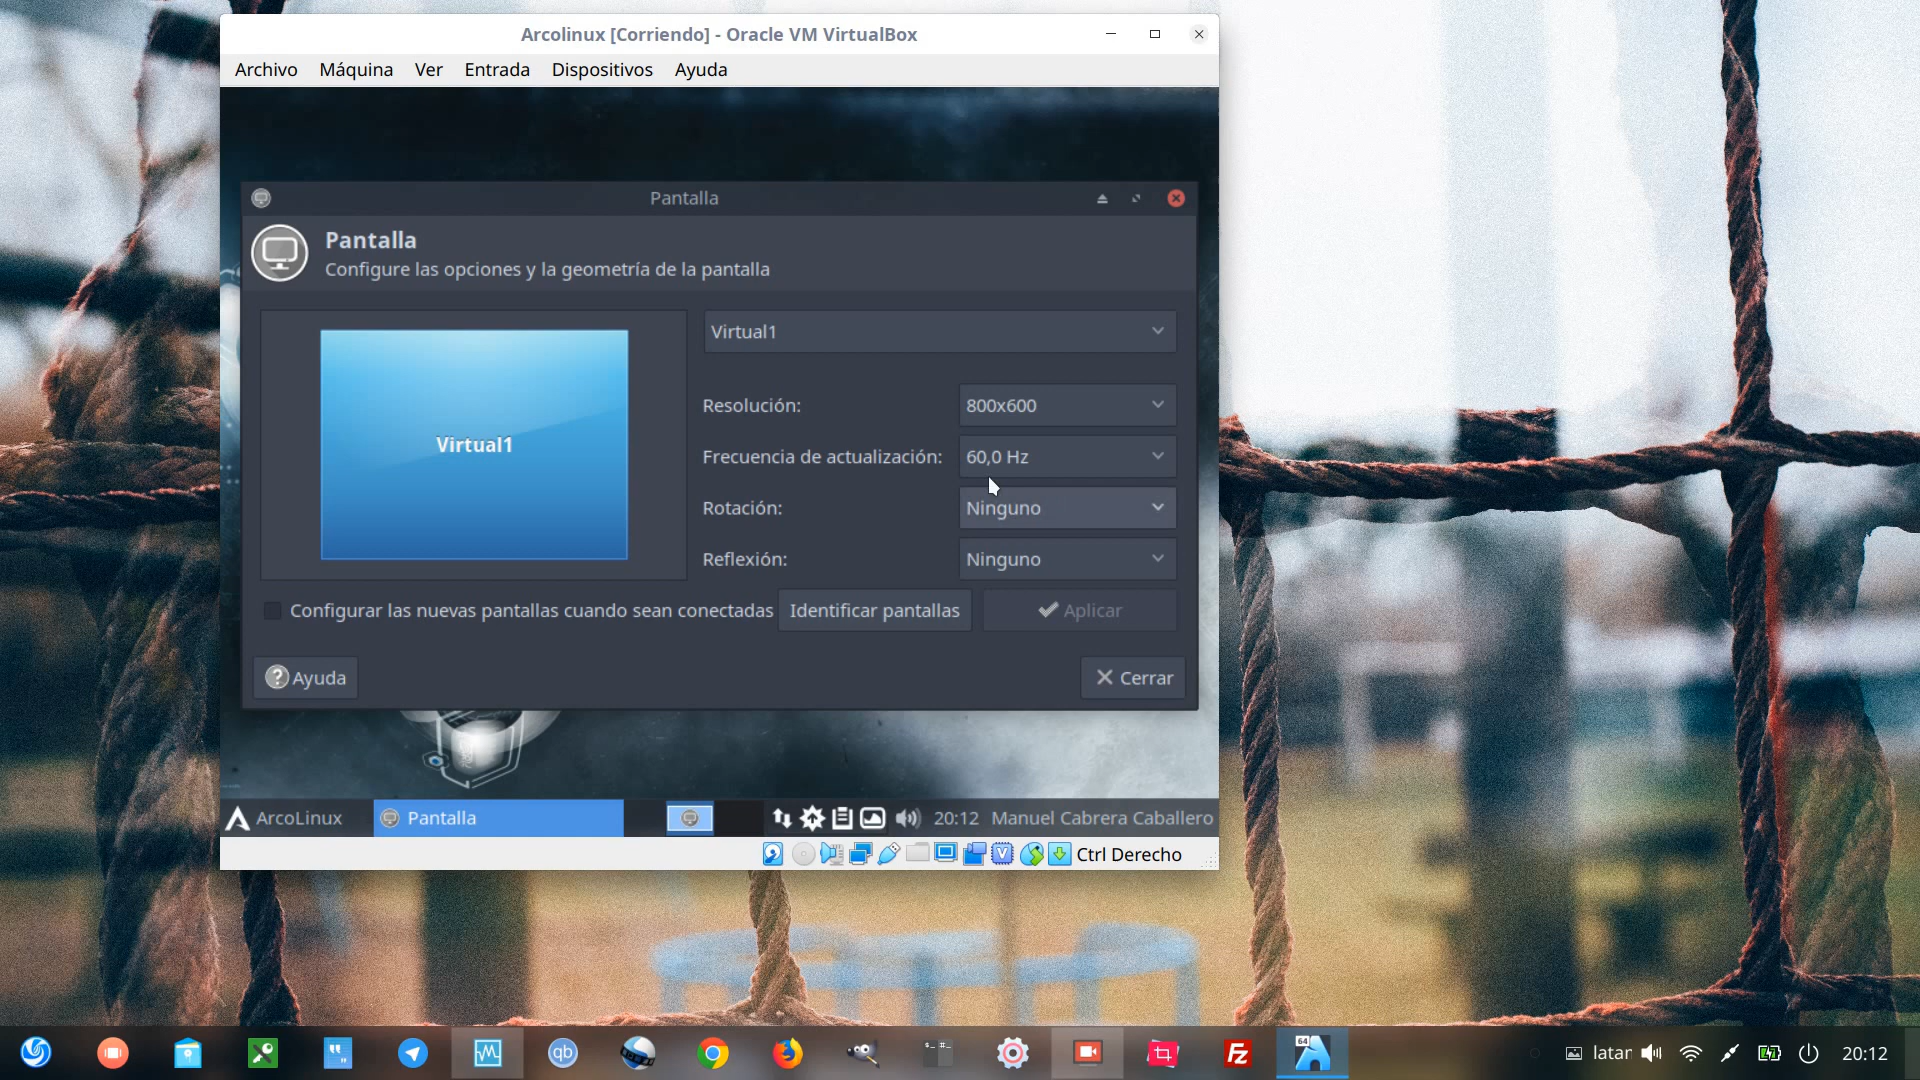 Arcolinux [Corriendo] - Oracle VM VirtualBox
Archivo Máquina Ver Entrada Dispositivos Ayuda
Pantalla
Pantalla
Configure las opciones y la geometría de la pantalla
Virtual1
Virtual1
Resolución: 800x600
Frecuencia de actualización: 60,0 Hz
Rotación: Ninguno
Reflexión: Ninguno
Configurar las nuevas pantallas cuando sean conectadas Identificar pantallas Aplicar
Ayuda Cerrar
ArcoLinux Pantalla 20:12 Manuel Cabrera Caballero
V Ctrl Derecho
qb Fz 64 latar 20:12